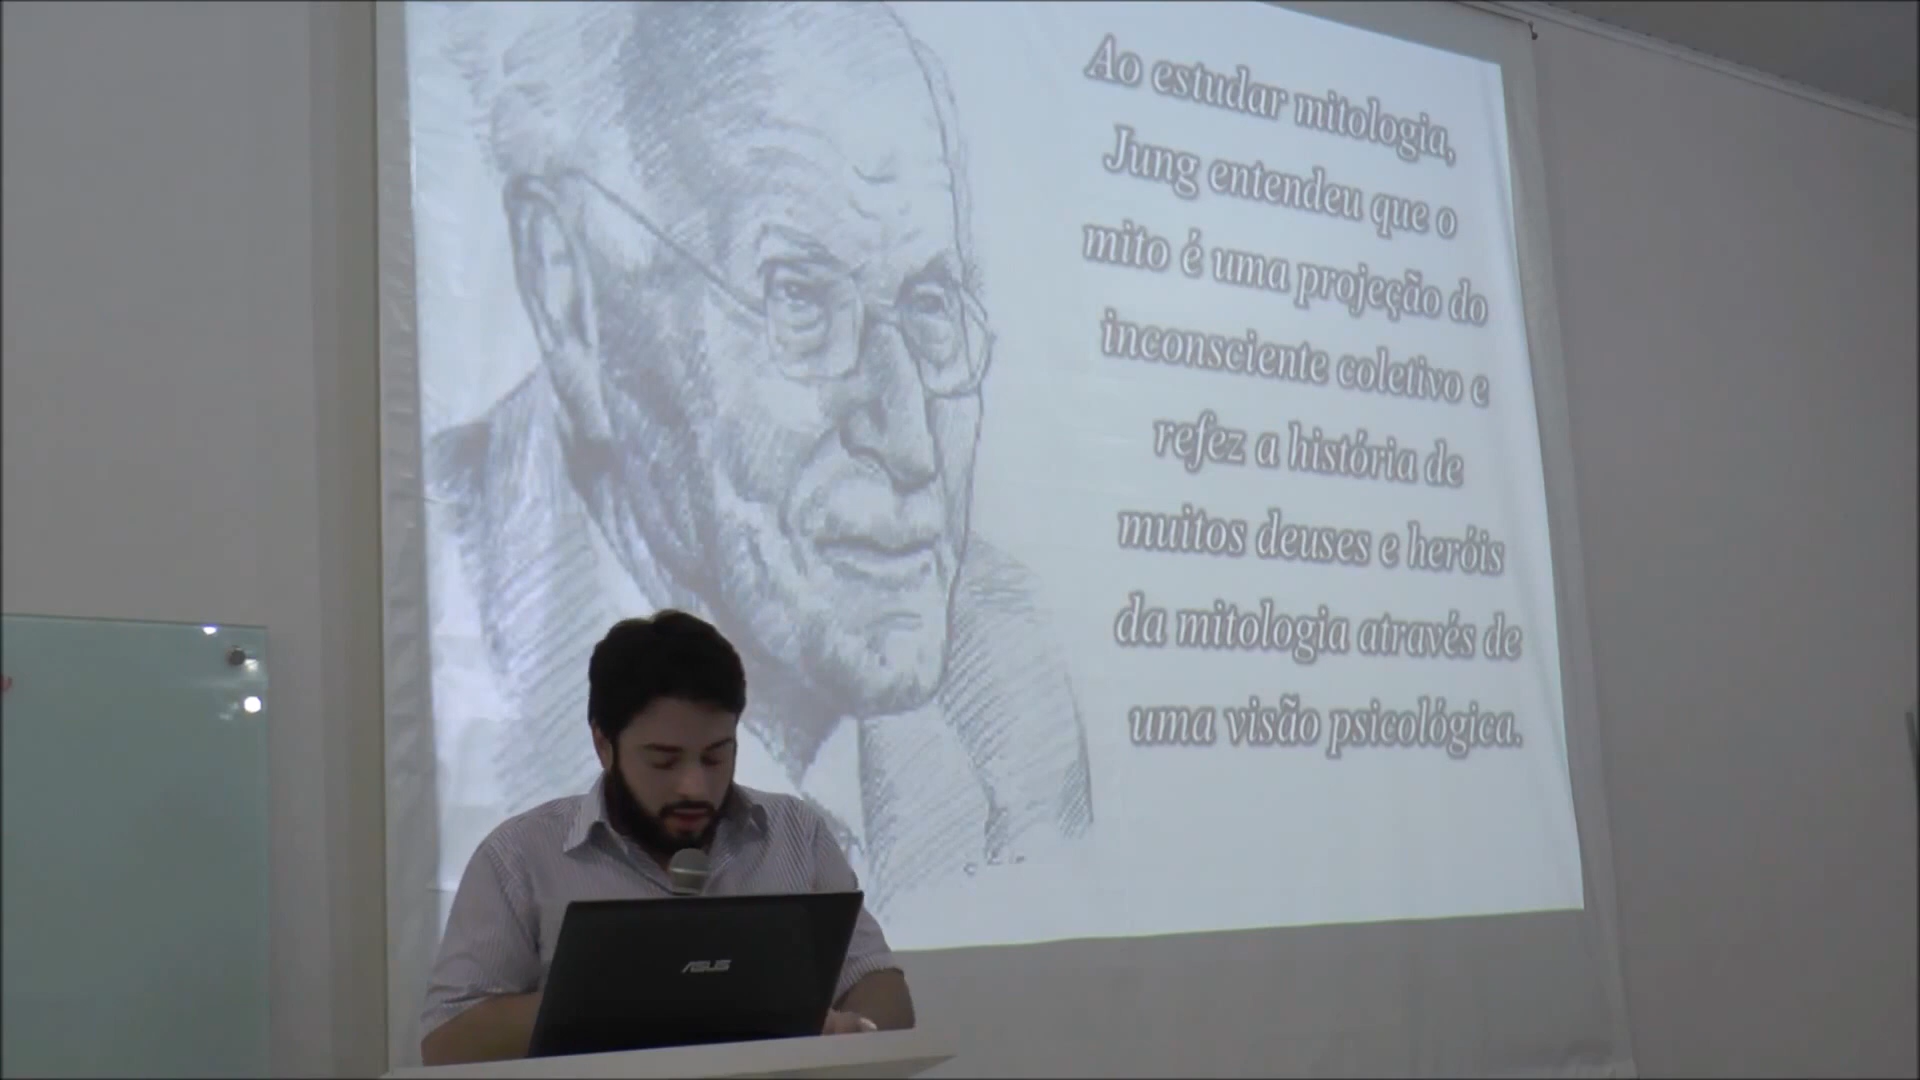 Ao estudar mitologia,
Jung entendeu que o
mito é uma projeção do
inconsciente coletivo e
refez a história de
muitos deuses e heróis
da mitologia através de
uma visão psicológica.
ASUS